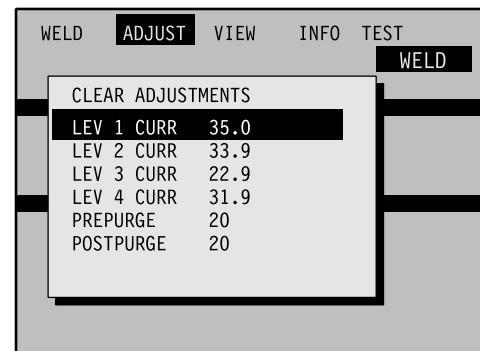 WELD ADJUST VIEW INFO TEST
WELD
CLEAR ADJUSTMENTS
LEV 1 CURR 35.0
LEV 2 CURR 33.9
LEV 3 CURR 22.9
LEV 4 CURR 31.9
PREPURGE 20
POSTPURGE 20